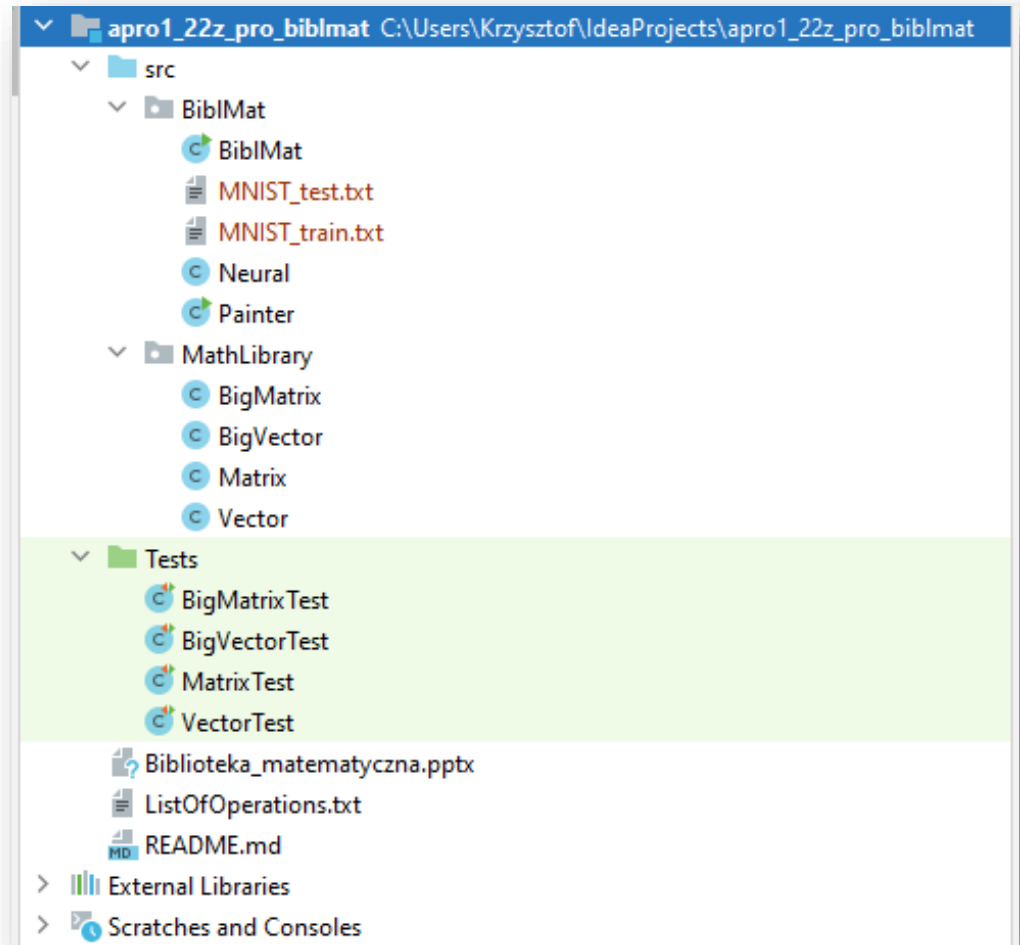 apro1_22z_pro_biblmat C:\Users\Krzysztof\IdeaProjects\apro1_22z_pro_biblmat
src
BiblMat
C BiblMat
MNIST_test.txt
MNIST_train.txt
C Neural
C Painter
MathLibrary
C BigMatrix
C BigVector
C Matrix
C Vector
Tests
C BigMatrixTest
C BigVectorTest
C MatrixTest
C VectorTest
? Biblioteka_matematyczna.pptx
ListOfOperations.txt
MD README.md
External Libraries
Scratches and Consoles